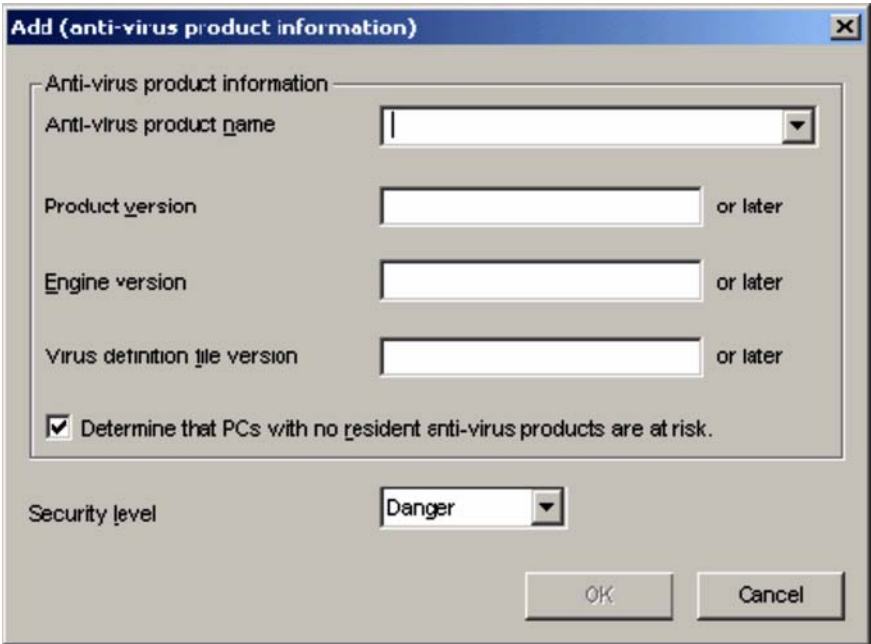 Add (anti-virus product information)
Anti-virus product information
Anti-virus product name
Product version or later
Engine version or later
Virus definition file version or later
Determine that PCs with no resident anti-virus products are at risk.
Security level Danger
OK Cancel